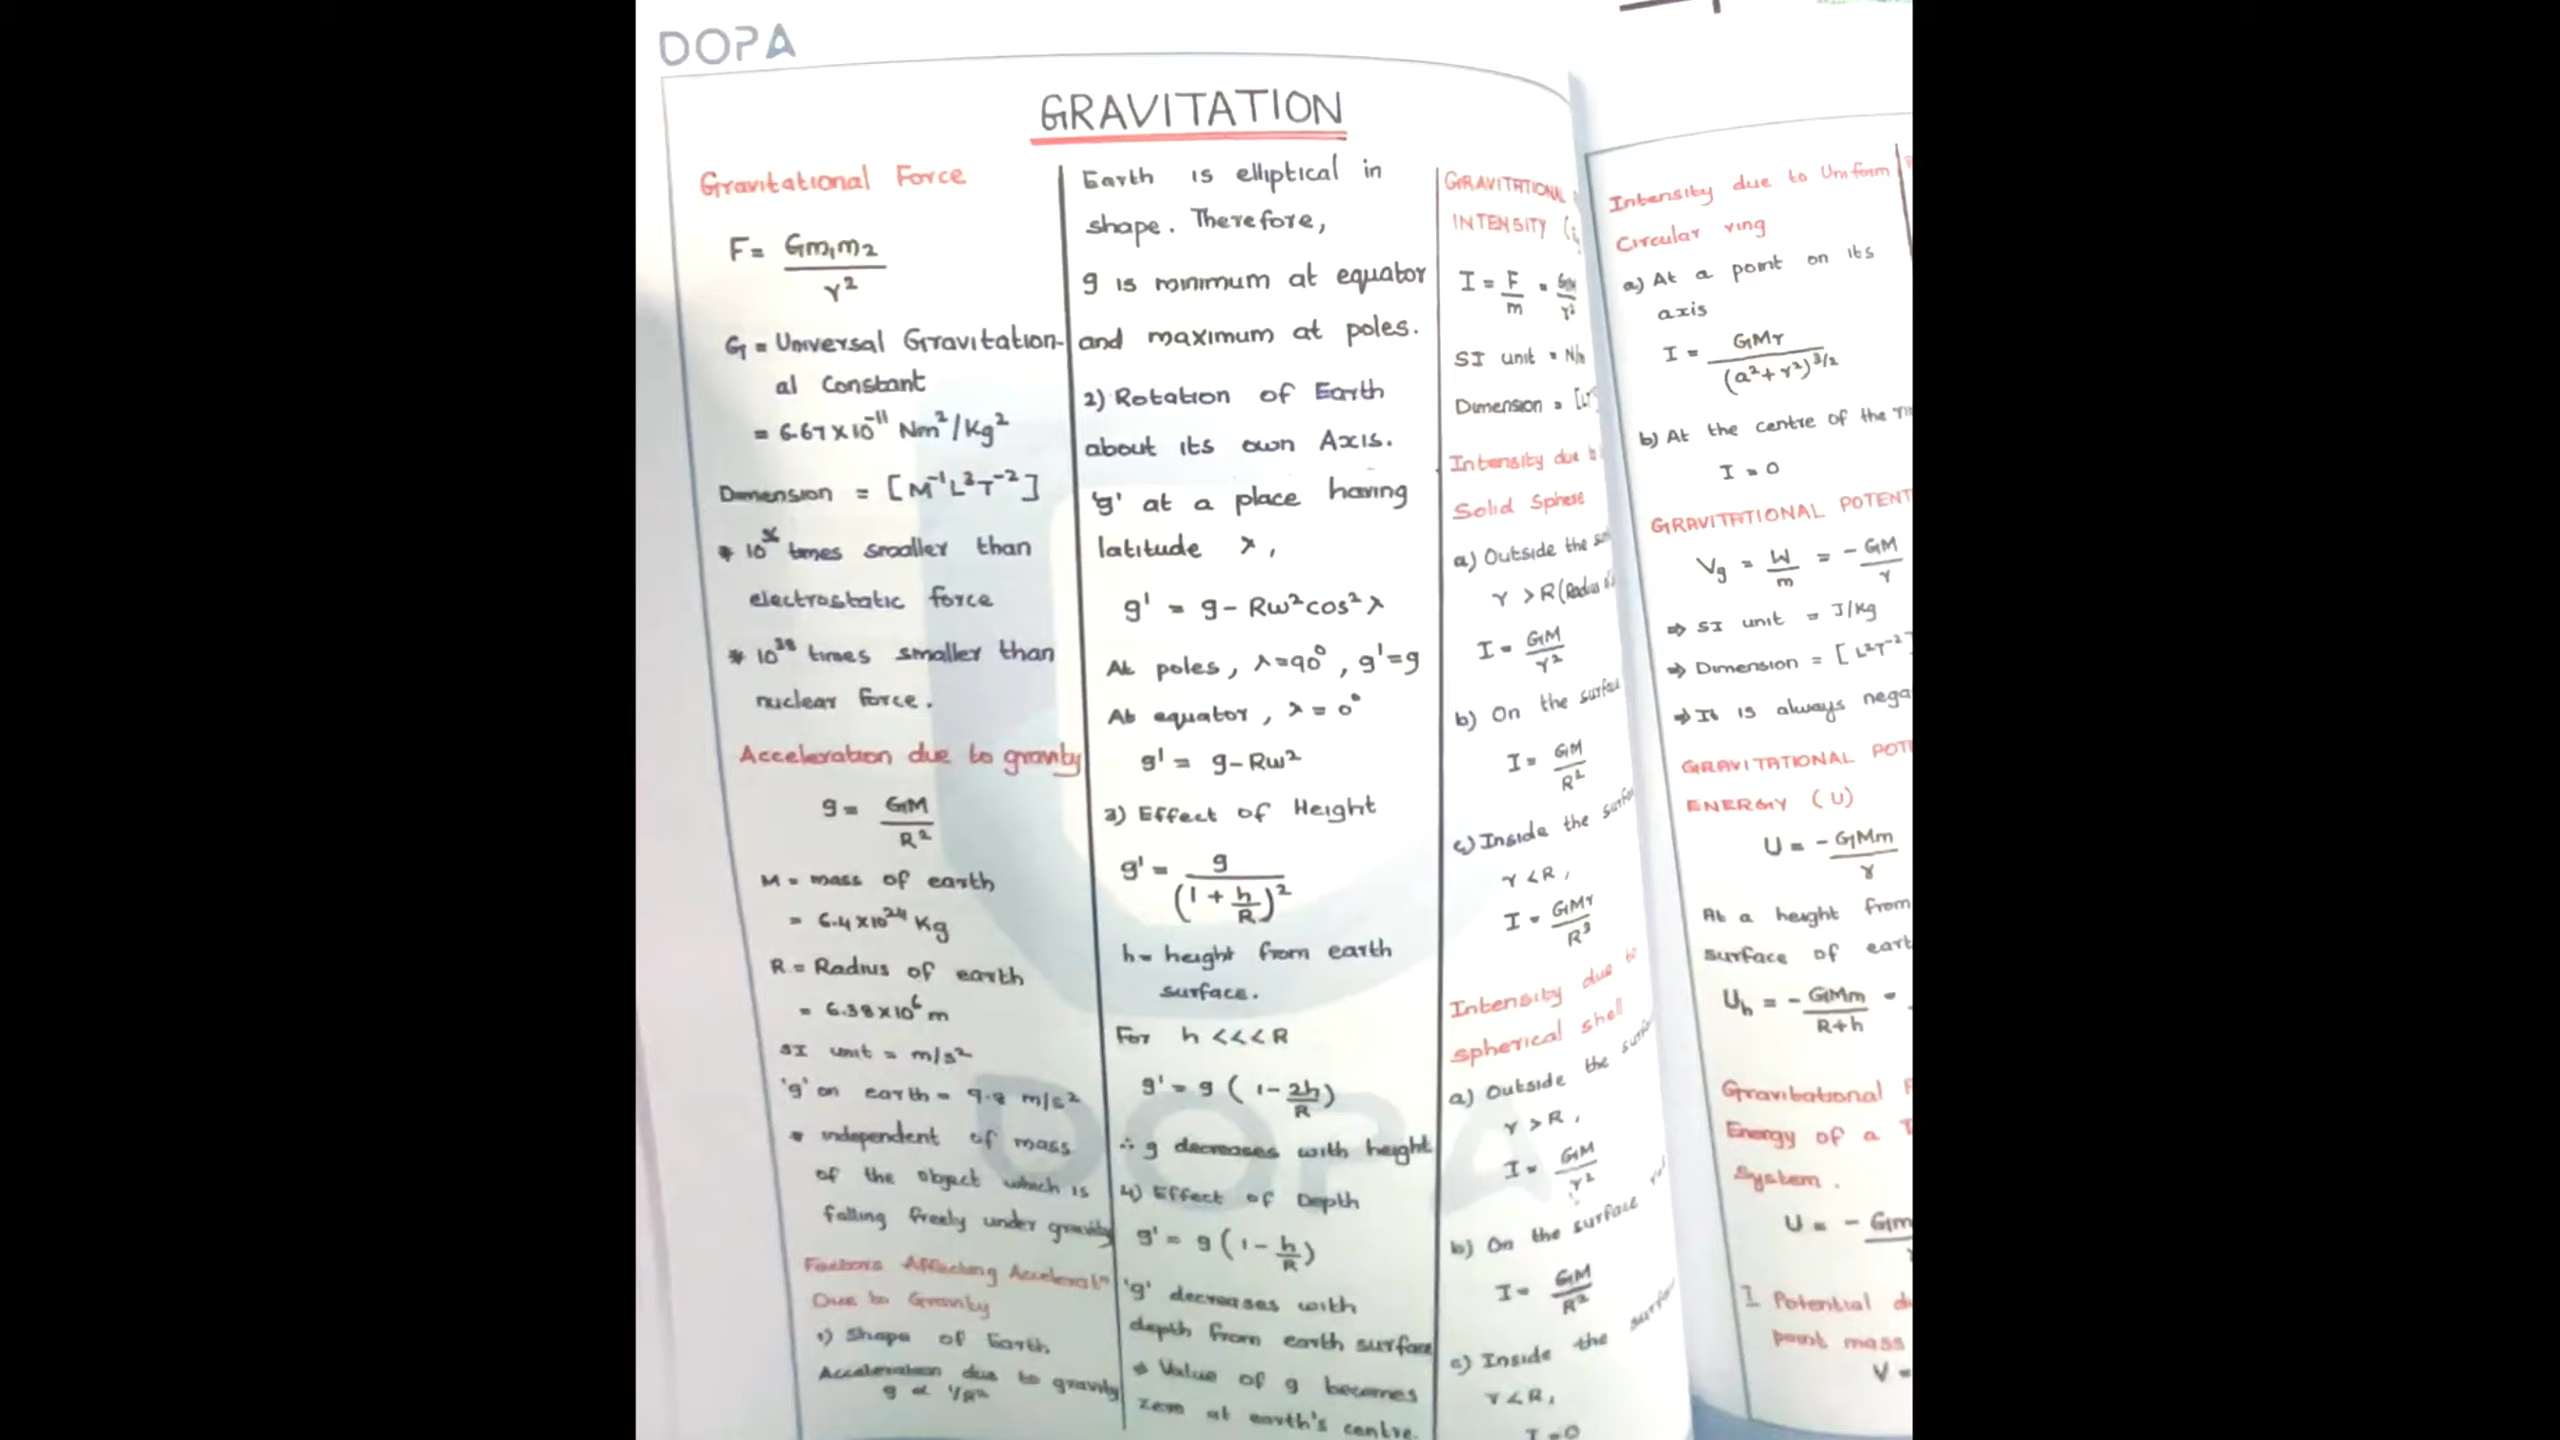 DOPA
GRAVITATION
Gravitational Force
F = Gm₁m₂ / r²
G = Universal Gravitation-
al Constant
= 6.67 × 10⁻¹¹ Nm²/Kg²
Dimension = [M⁻¹L³T⁻²]
* 10³⁶ times smaller than
electrostatic force
* 10³⁸ times smaller than
nuclear force.
Acceleration due to gravity
g = GM / R²
M = mass of earth
= 6.4 × 10²⁴ Kg
R = Radius of earth
= 6.38 × 10⁶ m
SI unit = m/s²
'g' on earth = 9.8 m/s²
* independent of mass
of the object which is
falling freely under gravity
Factors Affecting Acceleratⁿ
Due to Gravity
1) Shape of Earth
Acceleration due to gravity
g ∝ 1/R²
Earth is elliptical in
shape. Therefore,
g is minimum at equator
and maximum at poles.
2) Rotation of Earth
about its own Axis.
'g' at a place having
latitude λ,
g' = g - Rω²cos²λ
At poles, λ=90°, g'=g
At equator, λ = 0°
g' = g - Rω²
3) Effect of Height
g' = g / (1 + h/R)²
h = height from earth
surface.
For h <<< R
g' = g (1 - 2h/R)
∴ g decreases with height
4) Effect of Depth
g' = g (1 - h/R)
'g' decreases with
depth from earth surface
⇒ Value of g becomes
zero at earth's centre.
GRAVITATIONAL
INTENSITY
I = F/m = GM/r²
SI unit =
Dimension =
Intensity due
Solid Sphere
a) Outside the
r > R (Radius
I = GM / r²
b) On the
I = GM / R²
c) Inside the
r < R,
I = GMr / R³
Intensity due to
spherical shell
a) Outside the
r > R,
I = GM / r²
b) On the surface
I = GM / R²
c) Inside the
r < R,
I = 0
Intensity due to Uniform
Circular ring
a) At a point on its
axis
I = GMr / (a² + r²)^3/2
b) At the centre of the
I = 0
GRAVITATIONAL
Vg = W/m = - GM/r
⇒ SI unit = J/Kg
⇒ Dimension = [L²T⁻²]
⇒ It is always
GRAVITATIONAL
ENERGY (U)
U = - GMm / r
At a height from
surface of
Uh = - GMm / R+h =
Gravitational
Energy of a
System.
U = -
1 Potential
point mass
V =